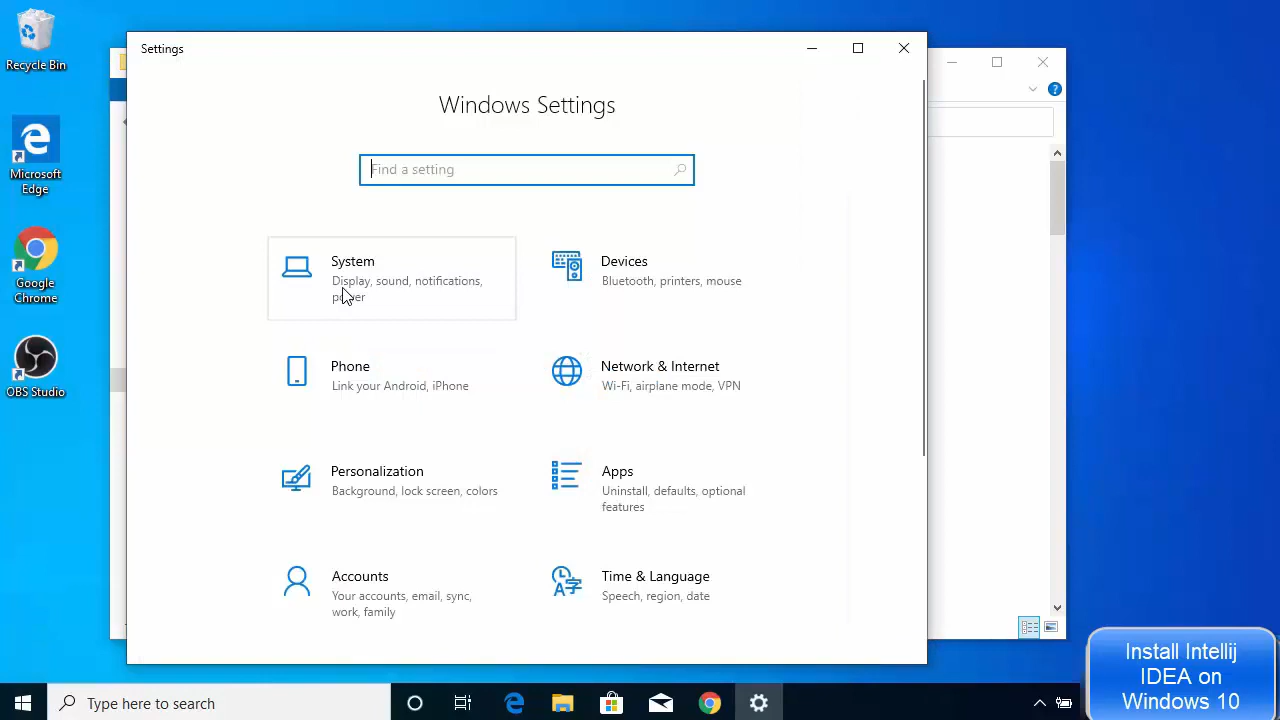 Recycle Bin
Microsoft
Edge
Google
Chrome
OBS Studio
Settings
Windows Settings
Find a setting
System
Display, sound, notifications,
power
Devices
Bluetooth, printers, mouse
Phone
Link your Android, iPhone
Network & Internet
Wi-Fi, airplane mode, VPN
Personalization
Background, lock screen, colors
Apps
Uninstall, defaults, optional
features
Accounts
Your accounts, email, sync,
work, family
Time & Language
Speech, region, date
Install Intellij
IDEA on
Windows 10
Type here to search